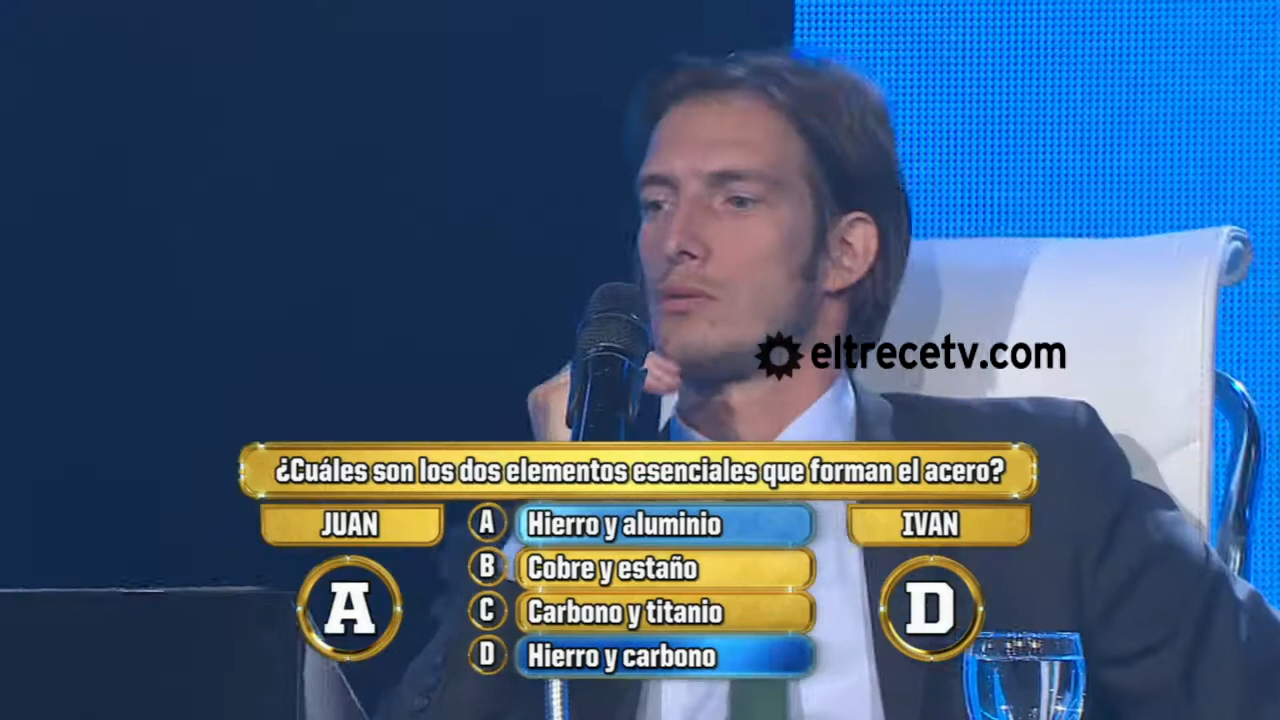 eltrecetv.com
¿Cuáles son los dos elementos esenciales que forman el acero?
JUAN
A
A Hierro y aluminio
B Cobre y estaño
C Carbono y titanio
D Hierro y carbono
IVAN
D